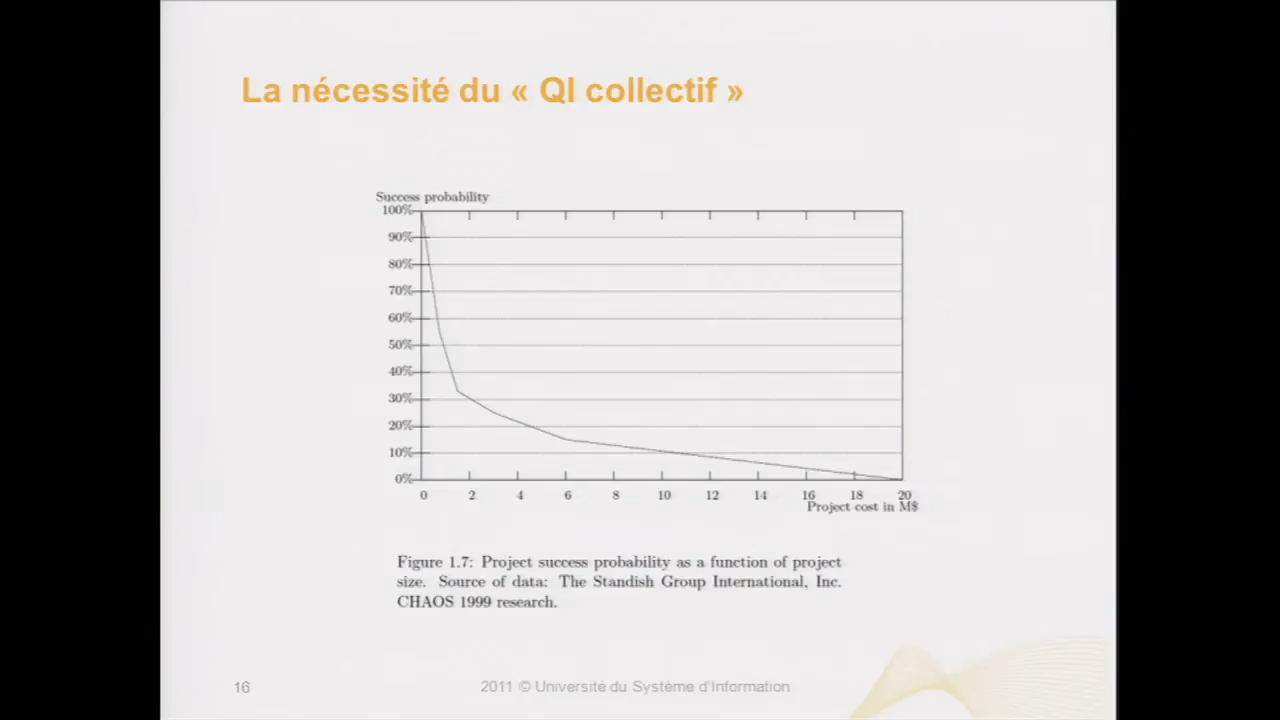 La nécessité du « QI collectif »
Success probability
100%
90%
80%
70%
60%
50%
40%
30%
20%
10%
0%
0 2 4 6 8 10 12 14 16 18 20
Project cost in M$
Figure 1.7: Project success probability as a function of project
size. Source of data: The Standish Group International, Inc.
CHAOS 1999 research.
16
2011 © Université du Système d'Information